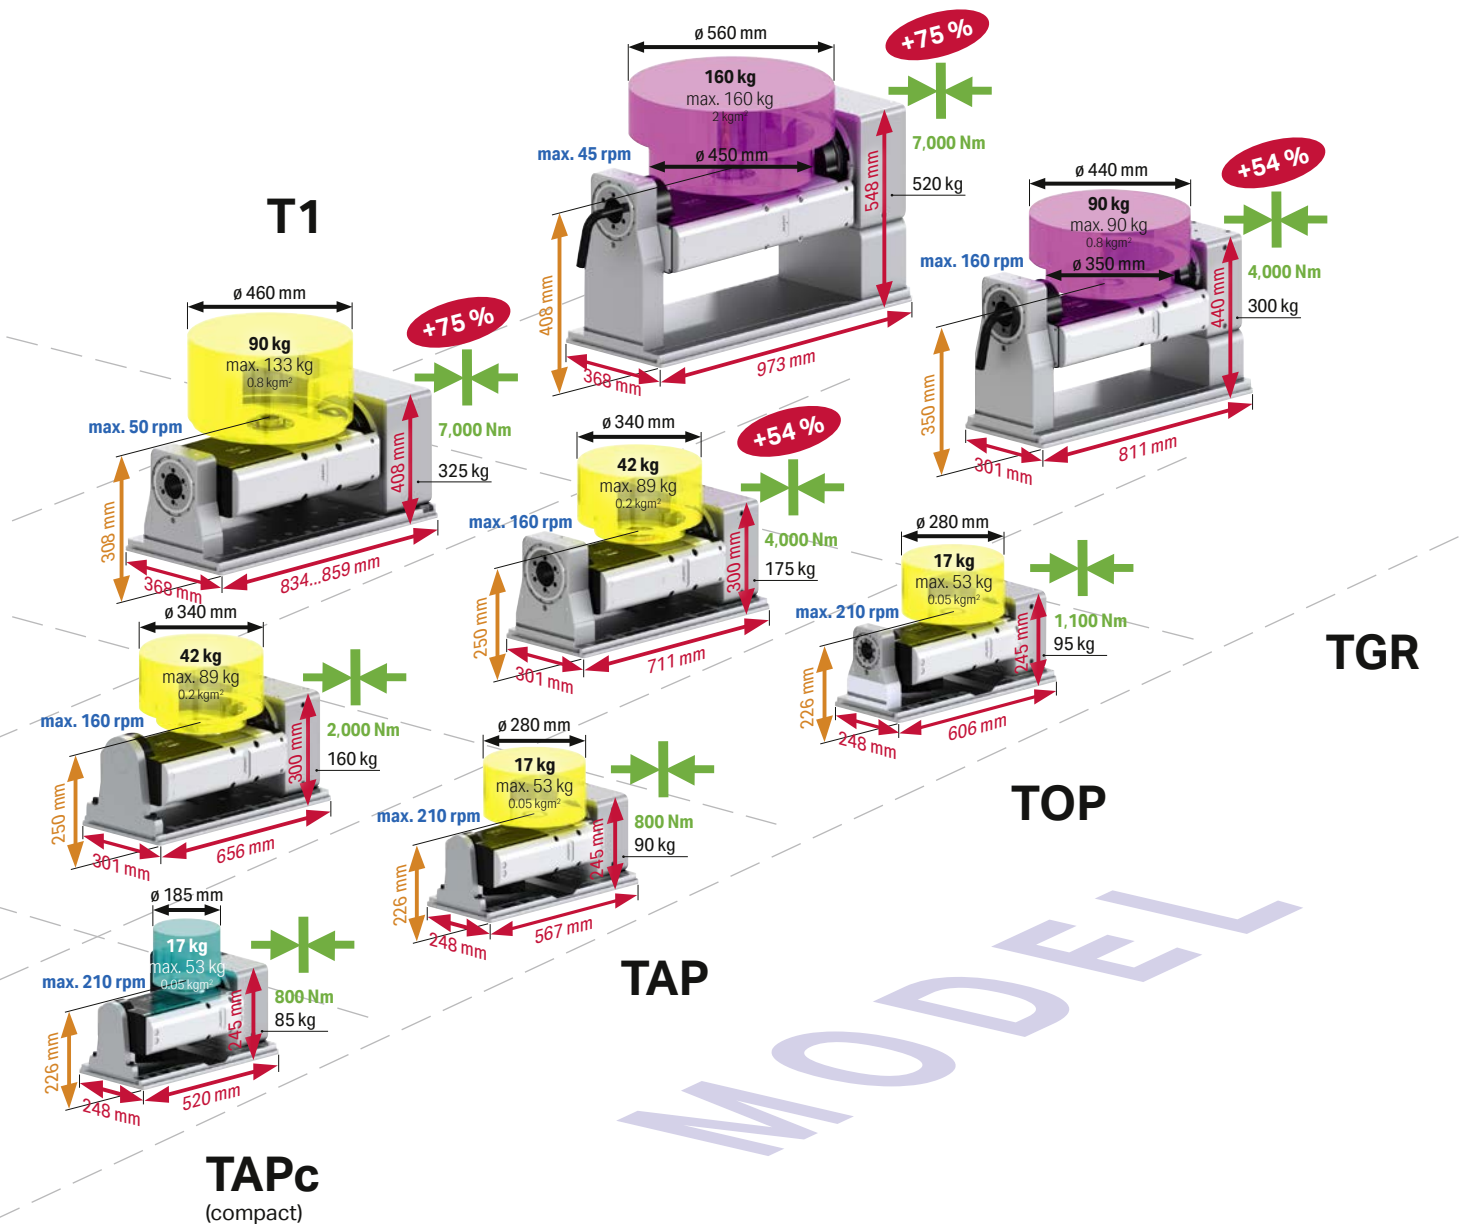 T1
ø 560 mm
+75 %
160 kg
max. 160 kg
2 kgm²
max. 45 rpm
ø 450 mm
7,000 Nm
548 mm
520 kg
408 mm
368 mm
973 mm
ø 440 mm
+54 %
90 kg
max. 90 kg
0.8 kgm²
max. 160 rpm
ø 350 mm
4,000 Nm
440 mm
300 kg
350 mm
301 mm
811 mm
ø 460 mm
+75 %
90 kg
max. 133 kg
0.8 kgm²
max. 50 rpm
7,000 Nm
408 mm
325 kg
308 mm
368 mm
834...859 mm
ø 340 mm
+54 %
42 kg
max. 89 kg
0.2 kgm²
max. 160 rpm
4,000 Nm
300 mm
175 kg
250 mm
301 mm
711 mm
ø 280 mm
17 kg
max. 53 kg
0.05 kgm²
max. 210 rpm
1,100 Nm
245 mm
95 kg
226 mm
248 mm
606 mm
TGR
ø 340 mm
42 kg
max. 89 kg
0.2 kgm²
max. 160 rpm
2,000 Nm
300 mm
160 kg
250 mm
301 mm
656 mm
ø 280 mm
17 kg
max. 53 kg
0.05 kgm²
max. 210 rpm
800 Nm
245 mm
90 kg
226 mm
248 mm
567 mm
TOP
ø 185 mm
17 kg
max. 53 kg
0.05 kgm²
max. 210 rpm
800 Nm
245 mm
85 kg
226 mm
248 mm
520 mm
TAP
MODEL
TAPc
(compact)